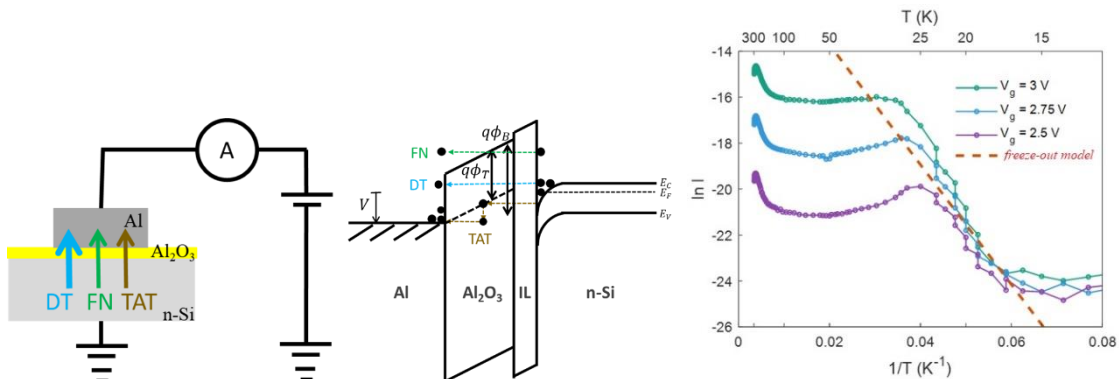 A
Al
Al₂O₃
DT FN TAT
n-Si
qϕ_B
FN
qϕ_T
DT
V
E_C
E_F
E_V
TAT
Al Al₂O₃ IL n-Si
T (K)
300 100 50 25 20 15
-14
-16
-18
-20
-22
-24
-26
ln I
V_g = 3 V
V_g = 2.75 V
V_g = 2.5 V
freeze-out model
0 0.02 0.04 0.06 0.08
1/T (K⁻¹)